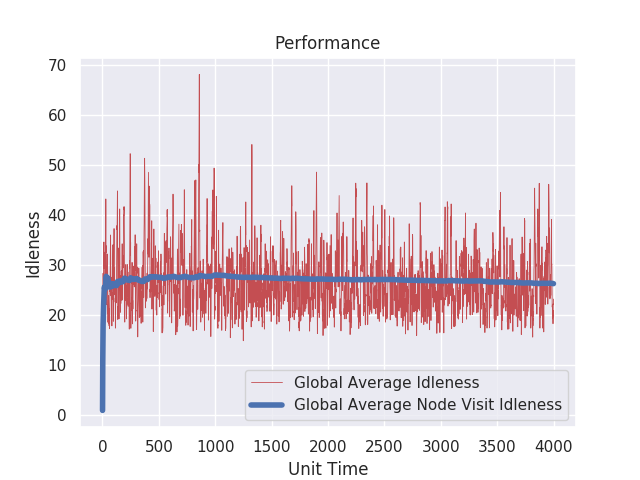 Performance
70
60
50
40
30
20
10
0
Idleness
0 500 1000 1500 2000 2500 3000 3500 4000
Unit Time
Global Average Idleness
Global Average Node Visit Idleness